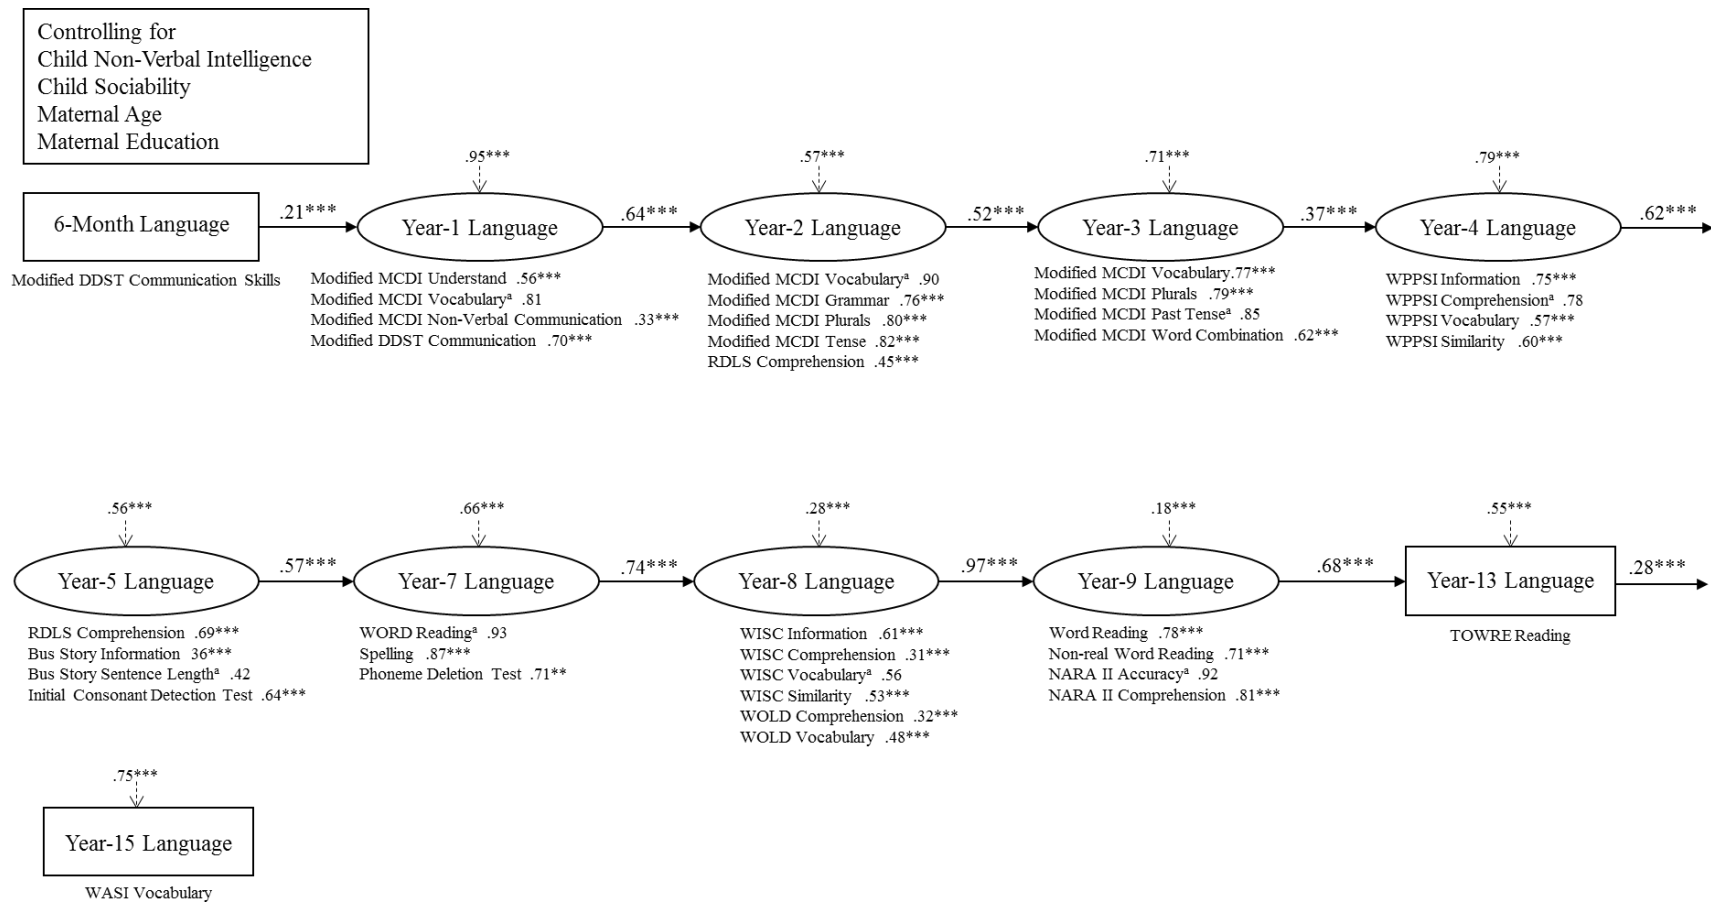 Controlling for
Child Non-Verbal Intelligence
Child Sociability
Maternal Age
Maternal Education
.95***
.57***
.71***
.79***
6-Month Language
.21***
Year-1 Language
.64***
Year-2 Language
.52***
Year-3 Language
.37***
Year-4 Language
.62***
Modified DDST Communication Skills
Modified MCDI Understand .56***
Modified MCDI Vocabularyᵃ .81
Modified MCDI Non-Verbal Communication .33***
Modified DDST Communication .70***
Modified MCDI Vocabularyᵃ .90
Modified MCDI Grammar .76***
Modified MCDI Plurals .80***
Modified MCDI Tense .82***
RDLS Comprehension .45***
Modified MCDI Vocabulary.77***
Modified MCDI Plurals .79***
Modified MCDI Past Tenseᵃ .85
Modified MCDI Word Combination .62***
WPPSI Information .75***
WPPSI Comprehensionᵃ .78
WPPSI Vocabulary .57***
WPPSI Similarity .60***
.56***
.66***
.28***
.18***
.55***
Year-5 Language
.57***
Year-7 Language
.74***
Year-8 Language
.97***
Year-9 Language
.68***
Year-13 Language
.28***
RDLS Comprehension .69***
Bus Story Information 36***
Bus Story Sentence Lengthᵃ .42
Initial Consonant Detection Test .64***
WORD Readingᵃ .93
Spelling .87***
Phoneme Deletion Test .71**
WISC Information .61***
WISC Comprehension .31***
WISC Vocabularyᵃ .56
WISC Similarity .53***
WOLD Comprehension .32***
WOLD Vocabulary .48***
Word Reading .78***
Non-real Word Reading .71***
NARA II Accuracyᵃ .92
NARA II Comprehension .81***
TOWRE Reading
.75***
Year-15 Language
WASI Vocabulary